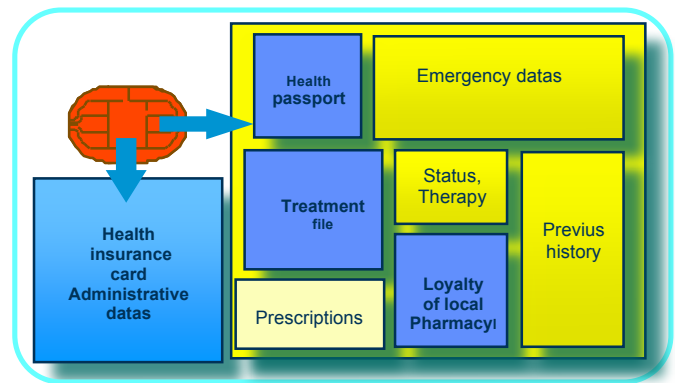 Health
passport
Emergency datas
Treatment
file
Status,
Therapy
Previus
history
Health
insurance
card
Administrative
datas
Loyalty
of local
Pharmacyl
Prescriptions